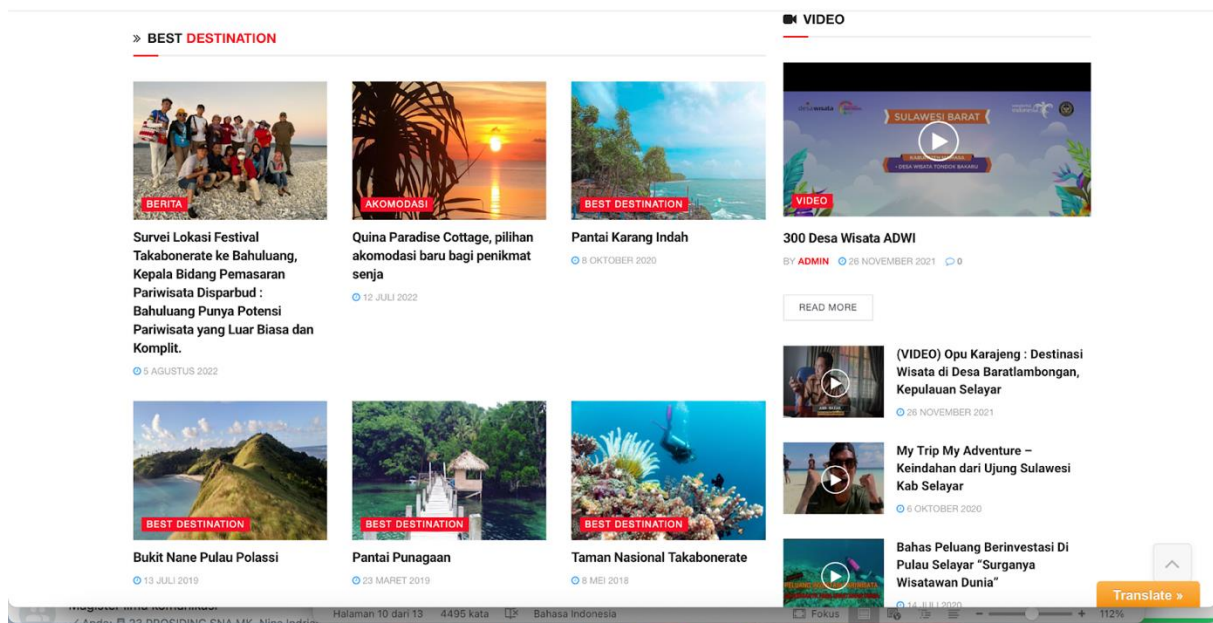 » BEST DESTINATION
BERITA
Survei Lokasi Festival
Takabonerate ke Bahuluang,
Kepala Bidang Pemasaran
Pariwisata Disparbud :
Bahuluang Punya Potensi
Pariwisata yang Luar Biasa dan
Komplit.
5 AGUSTUS 2022
AKOMODASI
Quina Paradise Cottage, pilihan
akomodasi baru bagi penikmat
senja
12 JULI 2022
BEST DESTINATION
Pantai Karang Indah
8 OKTOBER 2020
BEST DESTINATION
Bukit Nane Pulau Polassi
13 JULI 2019
BEST DESTINATION
Pantai Punagaan
23 MARET 2019
BEST DESTINATION
Taman Nasional Takabonerate
8 MEI 2018
VIDEO
SULAWESI BARAT
DESA WISATA TONDOK BAKARU
VIDEO
300 Desa Wisata ADWI
BY ADMIN 26 NOVEMBER 2021 0
READ MORE
(VIDEO) Opu Karajeng : Destinasi
Wisata di Desa Baratlambongan,
Kepulauan Selayar
26 NOVEMBER 2021
My Trip My Adventure –
Keindahan dari Ujung Sulawesi
Kab Selayar
6 OKTOBER 2020
Bahas Peluang Berinvestasi Di
Pulau Selayar “Surganya
Wisatawan Dunia”
14 JULI 2020
Translate »
Halaman 10 dari 13 4495 kata Bahasa Indonesia Fokus 112%